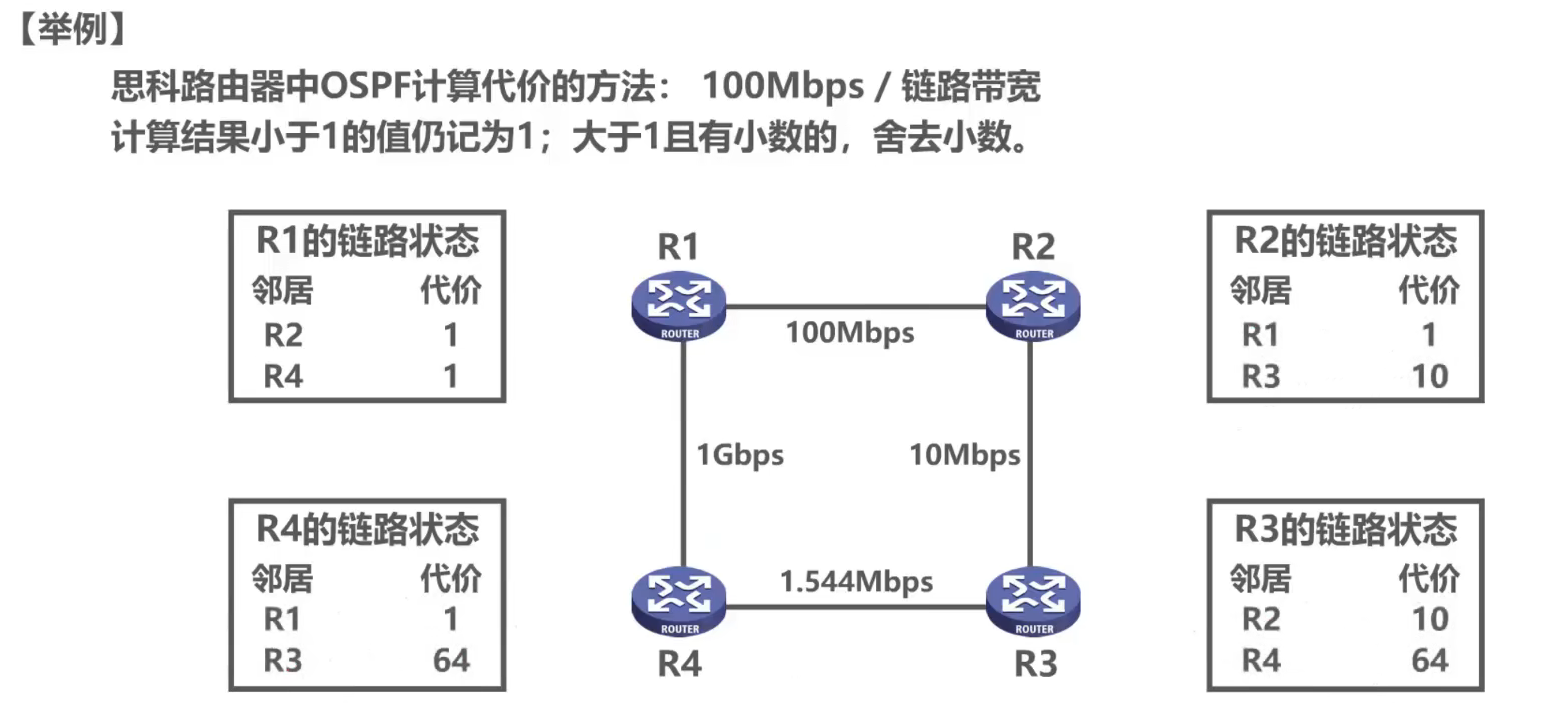 【举例】
思科路由器中OSPF计算代价的方法： 100Mbps / 链路带宽
计算结果小于1的值仍记为1；大于1且有小数的，舍去小数。
R1的链路状态
邻居 代价
R2 1
R4 1
R1
ROUTER
R2
ROUTER
100Mbps
R2的链路状态
邻居 代价
R1 1
R3 10
1Gbps
10Mbps
R4的链路状态
邻居 代价
R1 1
R3 64
1.544Mbps
ROUTER
R4
ROUTER
R3
R3的链路状态
邻居 代价
R2 10
R4 64